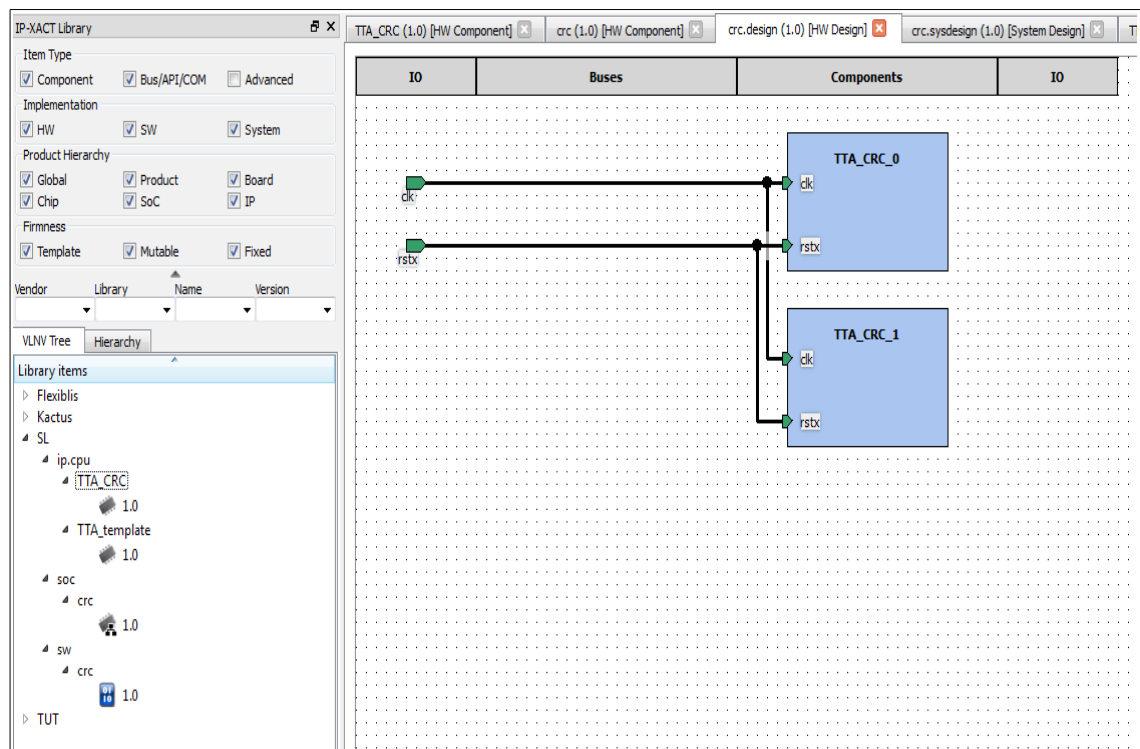 IP-XACT Library
Item Type
Component Bus/API/COM Advanced
Implementation
HW SW System
Product Hierarchy
Global Product Board
Chip SoC IP
Firmness
Template Mutable Fixed
Vendor Library Name Version
VLNV Tree Hierarchy
Library items
Flexiblis
Kactus
SL
ip.cpu
TTA_CRC
1.0
TTA_template
1.0
soc
crc
1.0
sw
crc
1.0
TUT
TTA_CRC (1.0) [HW Component] crc (1.0) [HW Component] crc.design (1.0) [HW Design] crc.sysdesign (1.0) [System Design]
IO Buses Components IO
TTA_CRC_0
clk clk
rstx rstx
TTA_CRC_1
clk
rstx